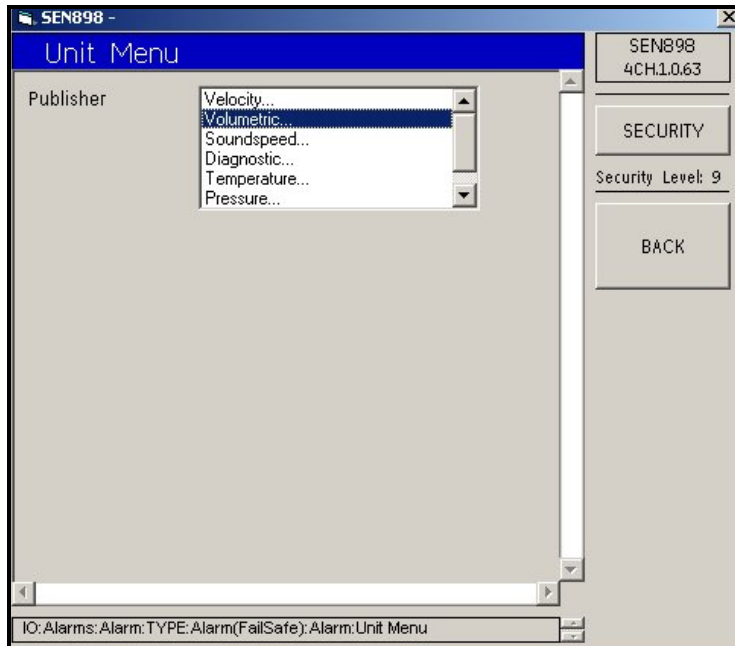 SEN898 -
Unit Menu
SEN898
4CH.1.0.63
Publisher
Velocity...
Volumetric...
Soundspeed...
Diagnostic...
Temperature...
Pressure...
SECURITY
Security Level: 9
BACK
IO:Alarms:Alarm:TYPE:Alarm(FailSafe):Alarm:Unit Menu